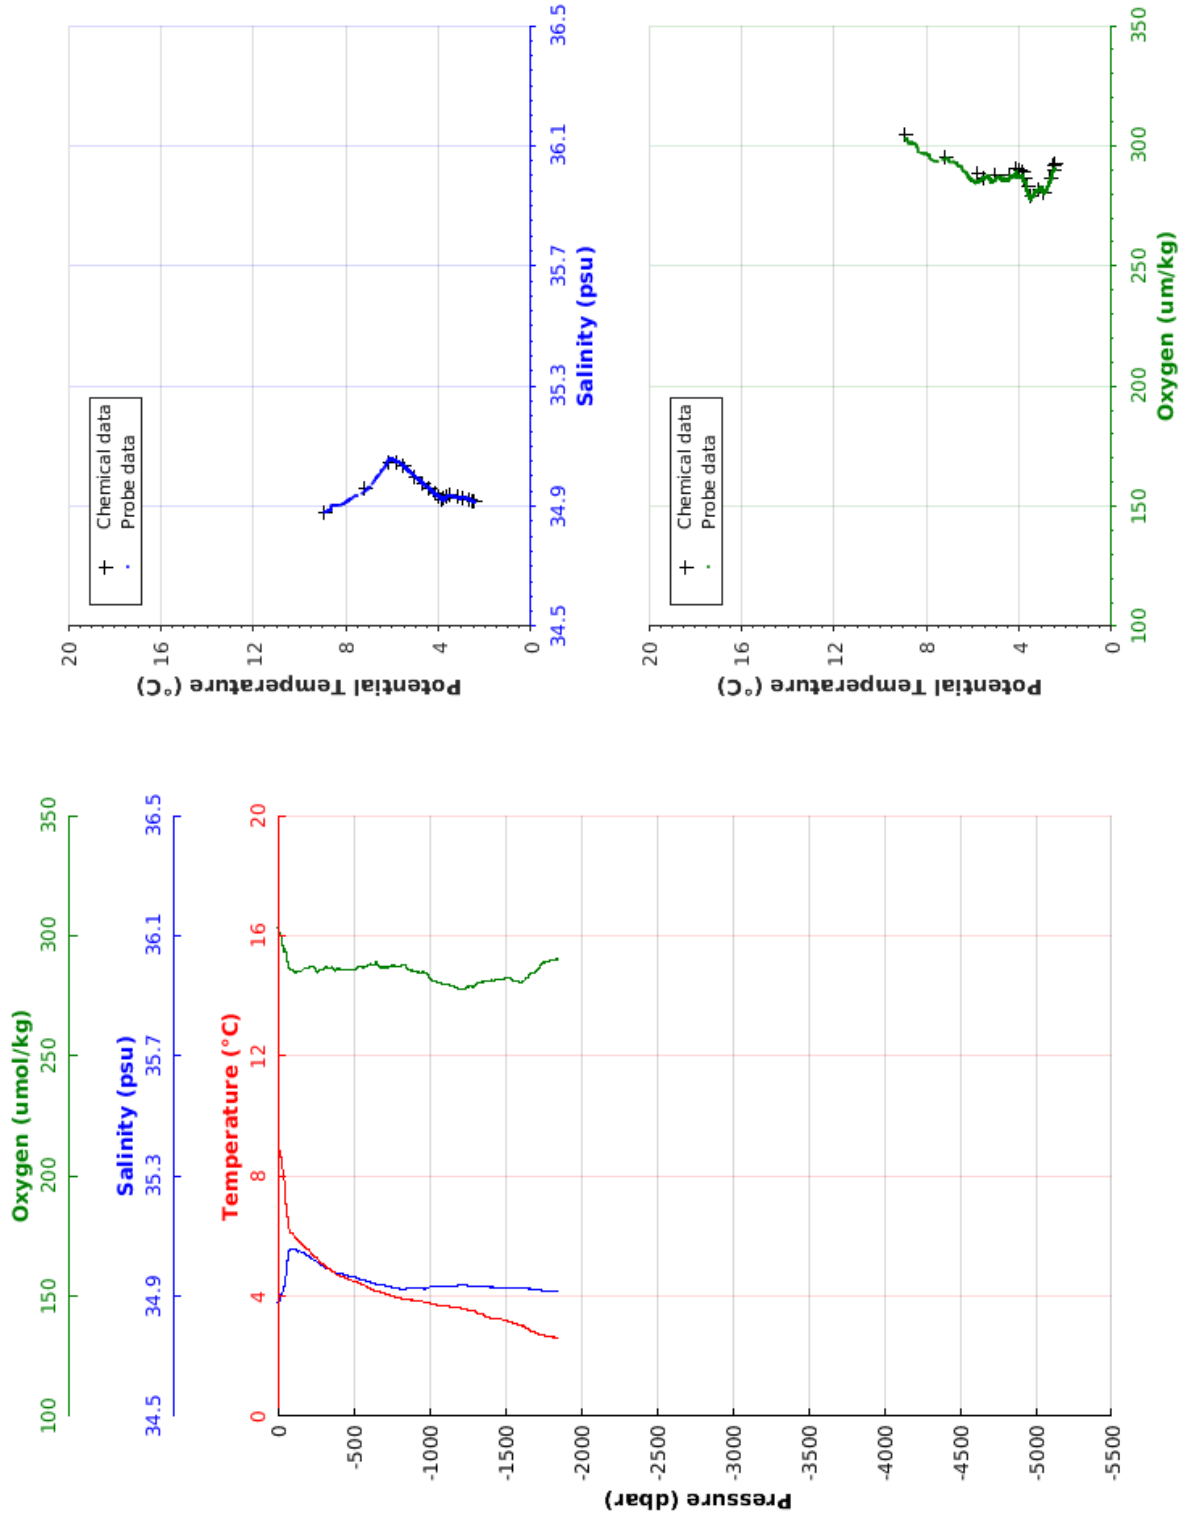 Oxygen (umol/kg)
100 150 200 250 300 350
Salinity (psu)
34.5 34.9 35.3 35.7 36.1 36.5
Temperature (°C)
0 4 8 12 16 20
Pressure (dbar)
0
-500
-1000
-1500
-2000
-2500
-3000
-3500
-4000
-4500
-5000
-5500
Potential Temperature (°C)
20
16
12
8
4
0
Chemical data
Probe data
34.5 34.9 35.3 35.7 36.1 36.5
Salinity (psu)
Potential Temperature (°C)
20
16
12
8
4
0
Chemical data
Probe data
100 150 200 250 300 350
Oxygen (um/kg)